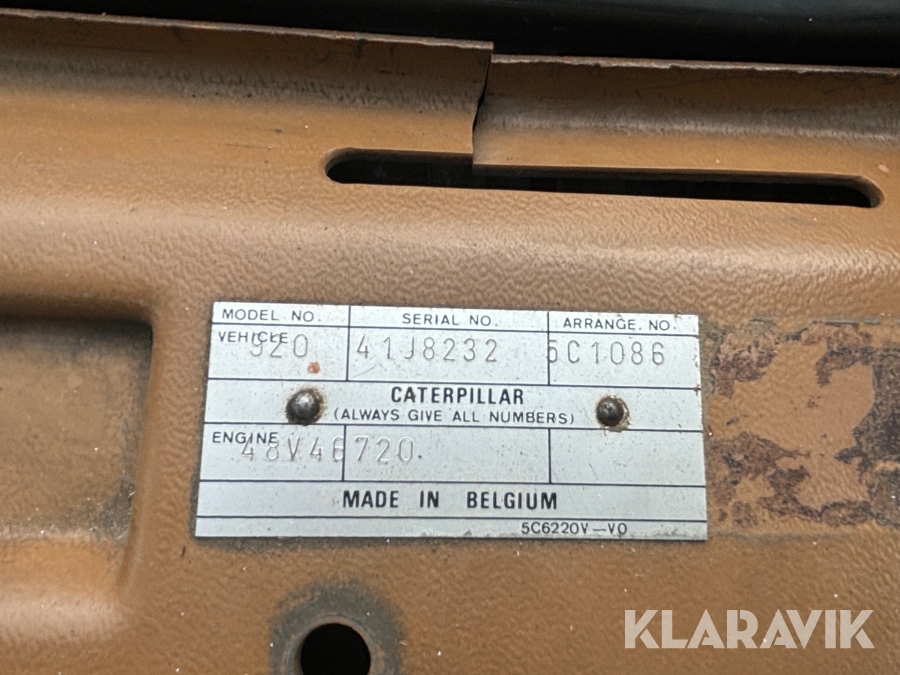 MODEL NO. SERIAL NO. ARRANGE. NO.
VEHICLE 920 41J8232 5C1086
CATERPILLAR
(ALWAYS GIVE ALL NUMBERS)
ENGINE 48V46720
MADE IN BELGIUM
5C6220V—VO
KLARAVIK